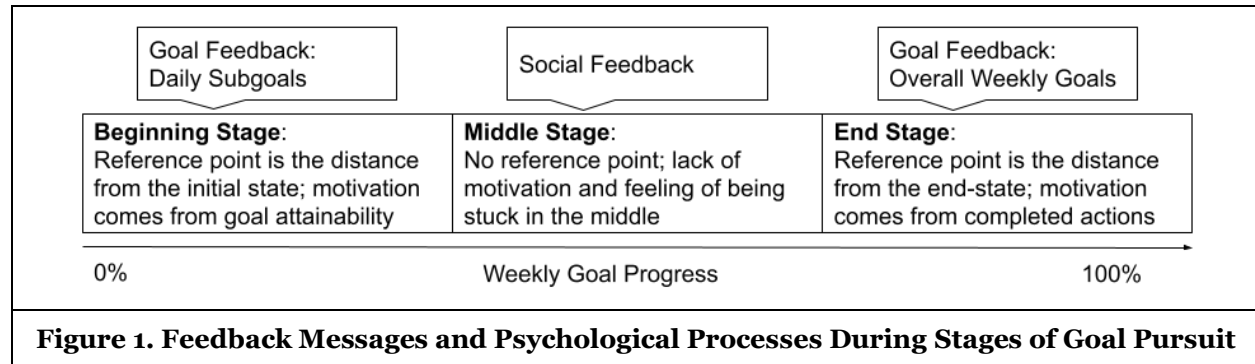 Goal Feedback:
Daily Subgoals
Social Feedback
Goal Feedback:
Overall Weekly Goals
Beginning Stage:
Reference point is the distance
from the initial state; motivation
comes from goal attainability
Middle Stage:
No reference point; lack of
motivation and feeling of being
stuck in the middle
End Stage:
Reference point is the distance
from the end-state; motivation
comes from completed actions
0%
Weekly Goal Progress
100%
Figure 1. Feedback Messages and Psychological Processes During Stages of Goal Pursuit